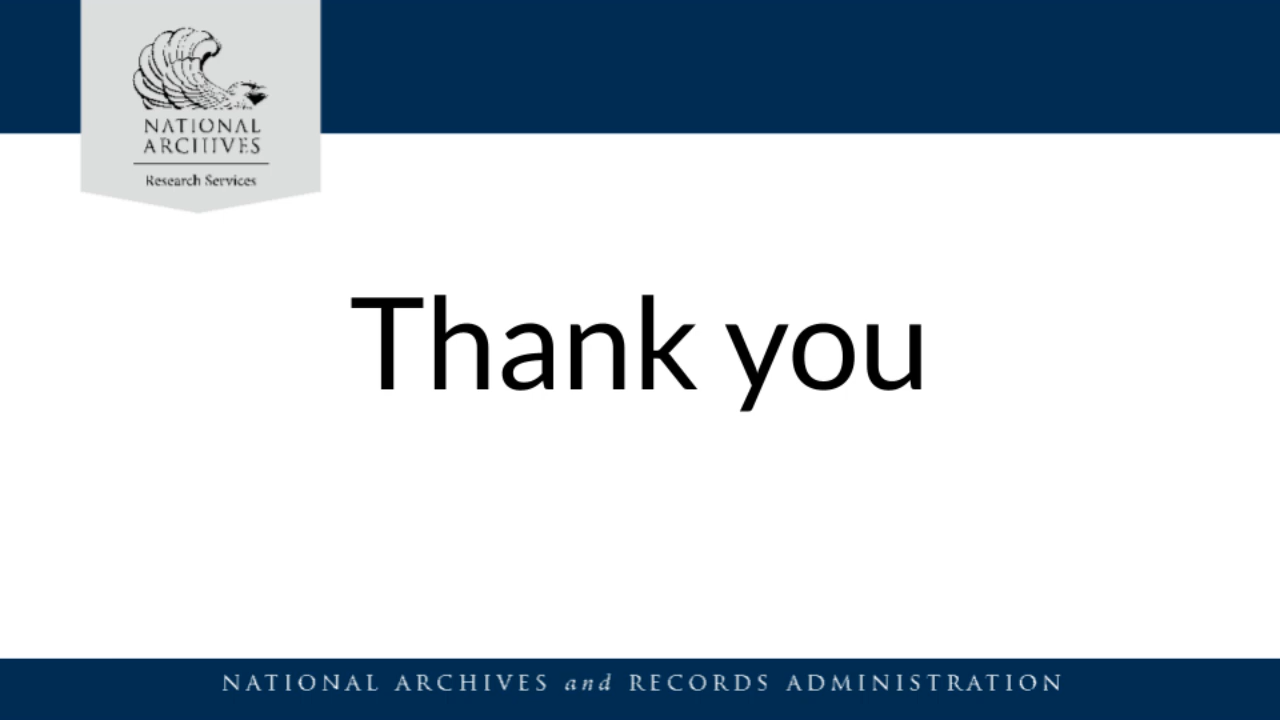 NATIONAL
ARCHIVES
Research Services
Thank you
NATIONAL ARCHIVES and RECORDS ADMINISTRATION